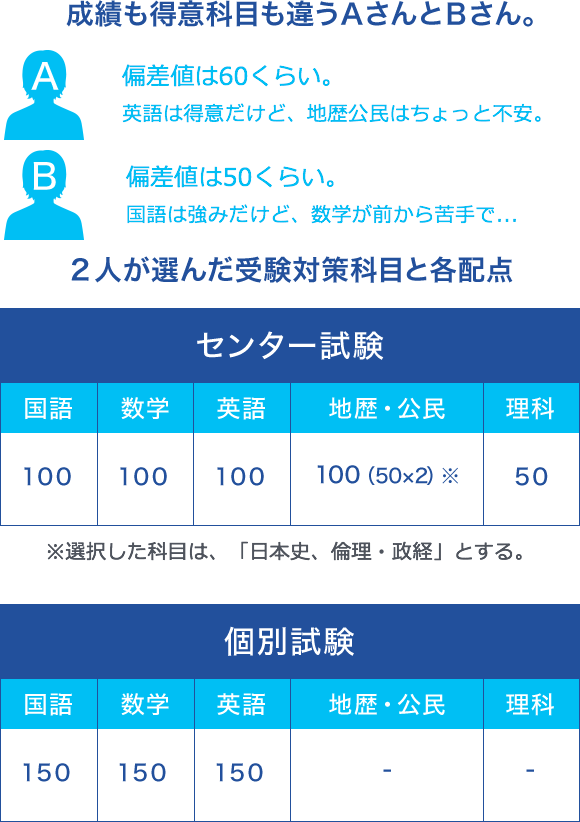 成績も得意科目も違うAさんとBさん。
A
偏差値は60くらい。
英語は得意だけど、地歴公民はちょっと不安。
B
偏差値は50くらい。
国語は強みだけど、数学が前から苦手で…
２人が選んだ受験対策科目と各配点
センター試験
国語 数学 英語 地歴・公民 理科
100 100 100 100（50×2）※ 50
※選択した科目は、「日本史、倫理・政経」とする。
個別試験
国語 数学 英語 地歴・公民 理科
150 150 150 - -